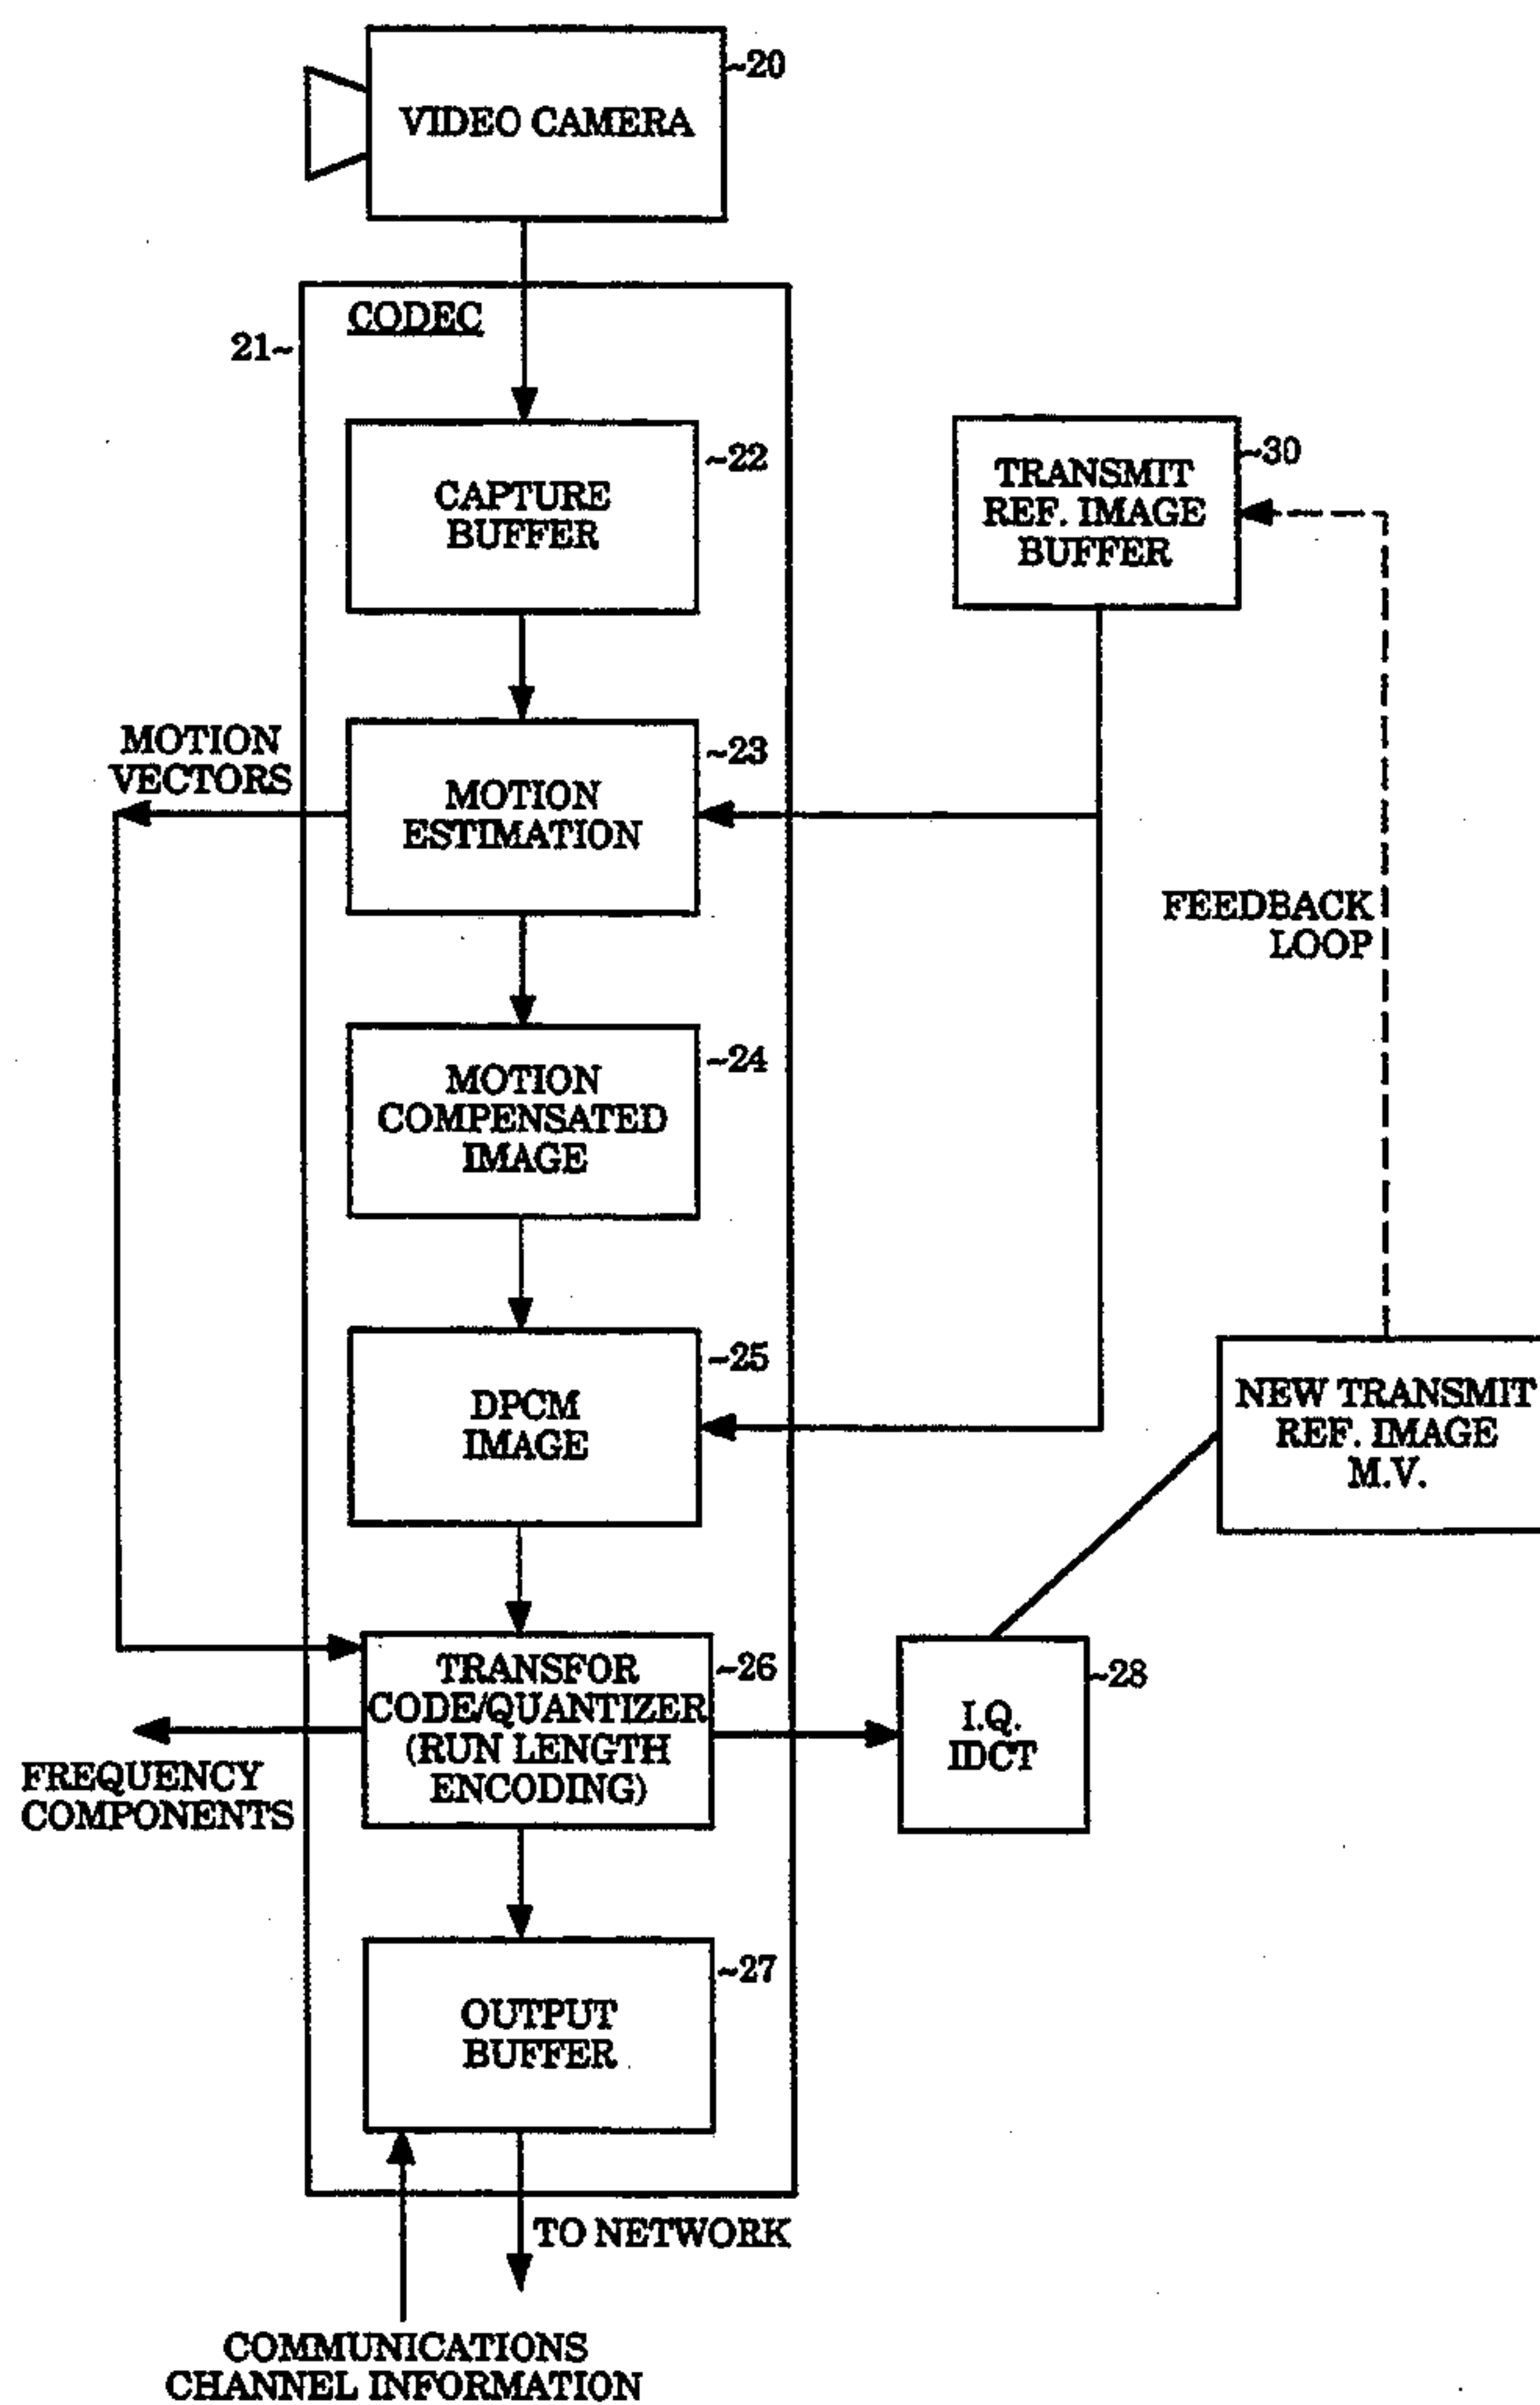 ~20
VIDEO CAMERA
CODEC
21~
~22
CAPTURE
BUFFER
~30
TRANSMIT
REF. IMAGE
BUFFER
MOTION
VECTORS
~23
MOTION
ESTIMATION
FEEDBACK
LOOP
~24
MOTION
COMPENSATED
IMAGE
~25
DPCM
IMAGE
NEW TRANSMIT
REF. IMAGE
M.V.
~26
TRANSFOR
CODE/QUANTIZER
(RUN LENGTH
ENCODING)
~28
I.Q.
IDCT
FREQUENCY
COMPONENTS
~27
OUTPUT
BUFFER
TO NETWORK
COMMUNICATIONS
CHANNEL INFORMATION